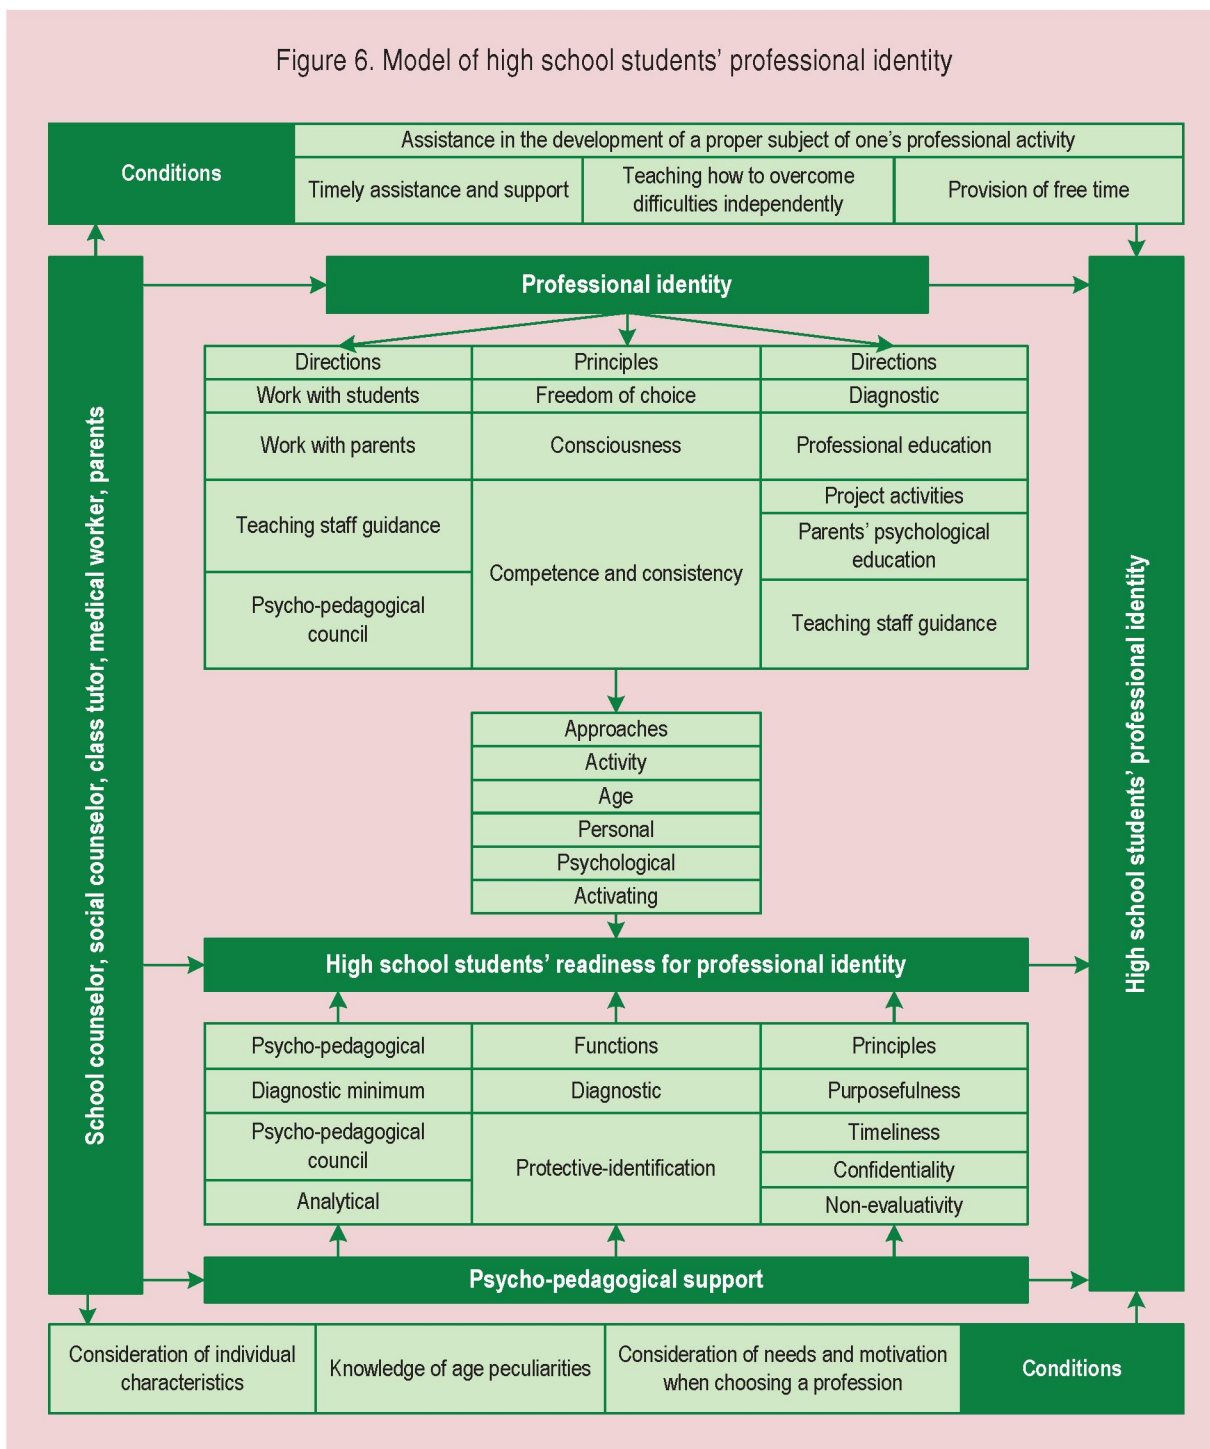 Figure 6. Model of high school students' professional identity
Conditions
Assistance in the development of a proper subject of one's professional activity
Timely assistance and support
Teaching how to overcome
difficulties independently
Provision of free time
School counselor, social counselor, class tutor, medical worker, parents
Professional identity
High school students' professional identity
Directions
Principles
Directions
Work with students
Freedom of choice
Diagnostic
Work with parents
Consciousness
Professional education
Teaching staff guidance
Competence and consistency
Project activities
Parents' psychological
education
Psycho-pedagogical
council
Teaching staff guidance
Approaches
Activity
Age
Personal
Psychological
Activating
High school students' readiness for professional identity
Psycho-pedagogical
Functions
Principles
Diagnostic minimum
Diagnostic
Purposefulness
Psycho-pedagogical
council
Protective-identification
Timeliness
Confidentiality
Analytical
Non-evaluativity
Psycho-pedagogical support
Consideration of individual
characteristics
Knowledge of age peculiarities
Consideration of needs and motivation
when choosing a profession
Conditions